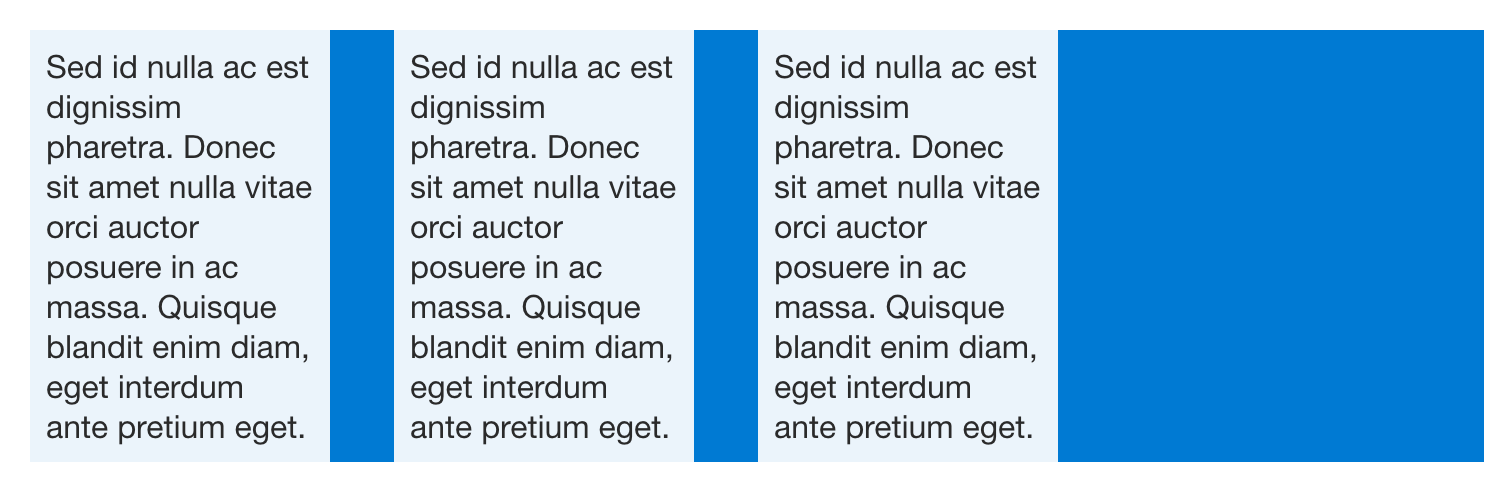 Sed id nulla ac est
dignissim
pharetra. Donec
sit amet nulla vitae
orci auctor
posuere in ac
massa. Quisque
blandit enim diam,
eget interdum
ante pretium eget.
Sed id nulla ac est
dignissim
pharetra. Donec
sit amet nulla vitae
orci auctor
posuere in ac
massa. Quisque
blandit enim diam,
eget interdum
ante pretium eget.
Sed id nulla ac est
dignissim
pharetra. Donec
sit amet nulla vitae
orci auctor
posuere in ac
massa. Quisque
blandit enim diam,
eget interdum
ante pretium eget.